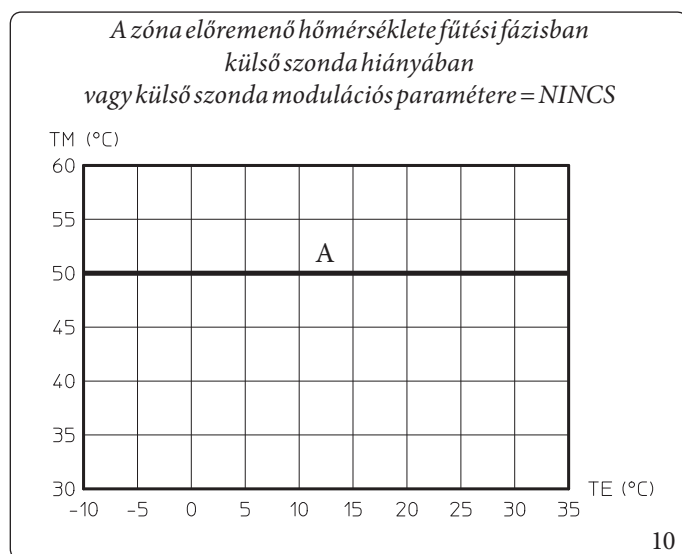 A zóna előremenő hőmérséklete fűtési fázisban
külső szonda hiányában
vagy külső szonda modulációs paramétere = NINCS
TM (°C)
60
55
A
50
45
40
35
30
TE (°C)
-10 -5 0 5 10 15 20 25 30 35
10